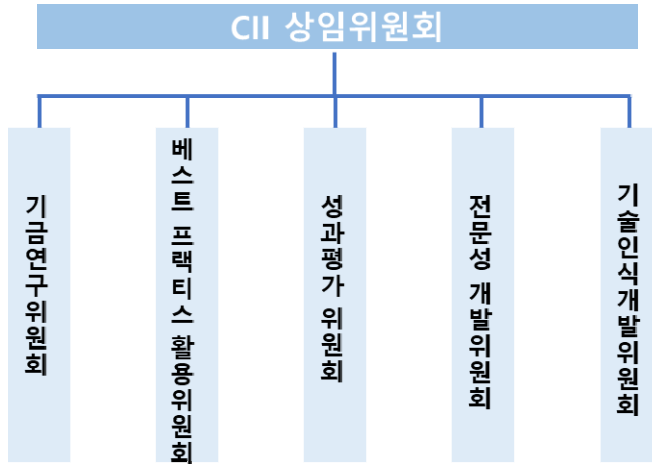 CII 상임위원회
기금연구위원회
베스트 프랙티스 활용위원회
성과평가 위원회
전문성 개발위원회
기술인식개발위원회